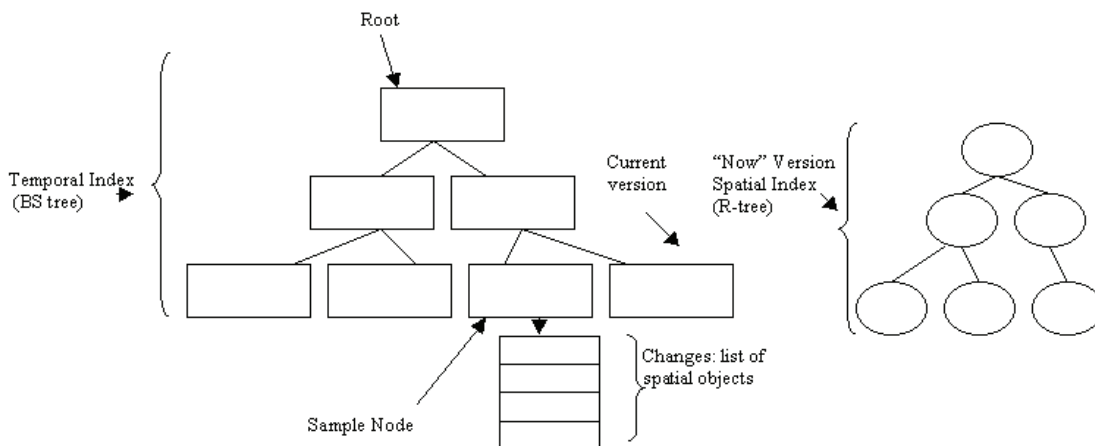 Root
Temporal Index
(BS tree)
Current
version
“Now” Version
Spatial Index
(R-tree)
Changes: list of
spatial objects
Sample Node